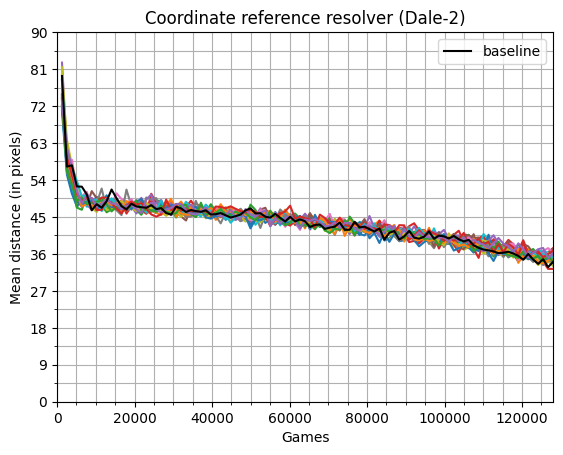 Coordinate reference resolver (Dale-2)
baseline
Mean distance (in pixels)
90
81
72
63
54
45
36
27
18
9
0
0 20000 40000 60000 80000 100000 120000
Games